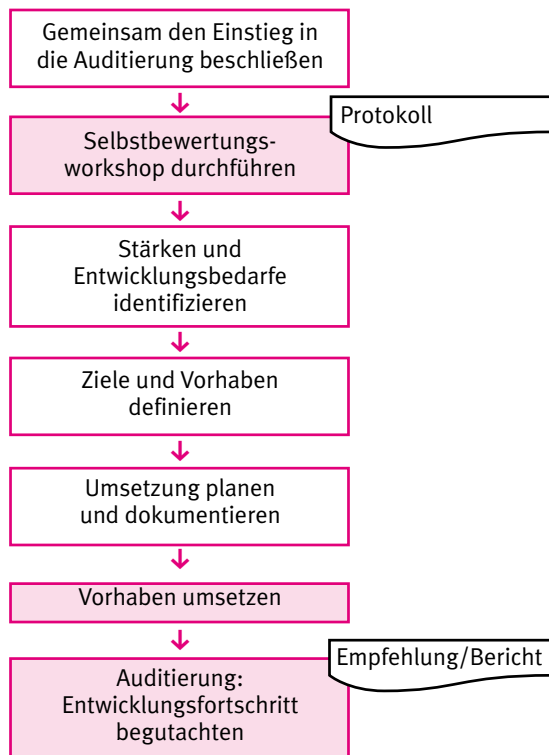 Gemeinsam den Einstieg in
die Auditierung beschließen
Protokoll
Selbstbewertungs-
workshop durchführen
Stärken und
Entwicklungsbedarfe
identifizieren
Ziele und Vorhaben
definieren
Umsetzung planen
und dokumentieren
Vorhaben umsetzen
Empfehlung/Bericht
Auditierung:
Entwicklungsfortschritt
begutachten